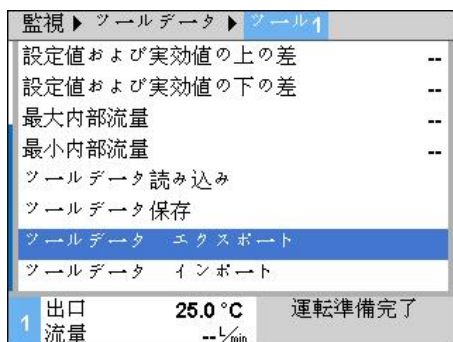 監視 ▶ ツールデータ ▶ ツール1
設定値および実効値の上の差 --
設定値および実効値の下の差 --
最大内部流量 --
最小内部流量 --
ツールデータ読み込み
ツールデータ保存
ツールデータ エクスポート
ツールデータ インポート
1 出口 25.0 °C 運転準備完了
流量 -- L/min